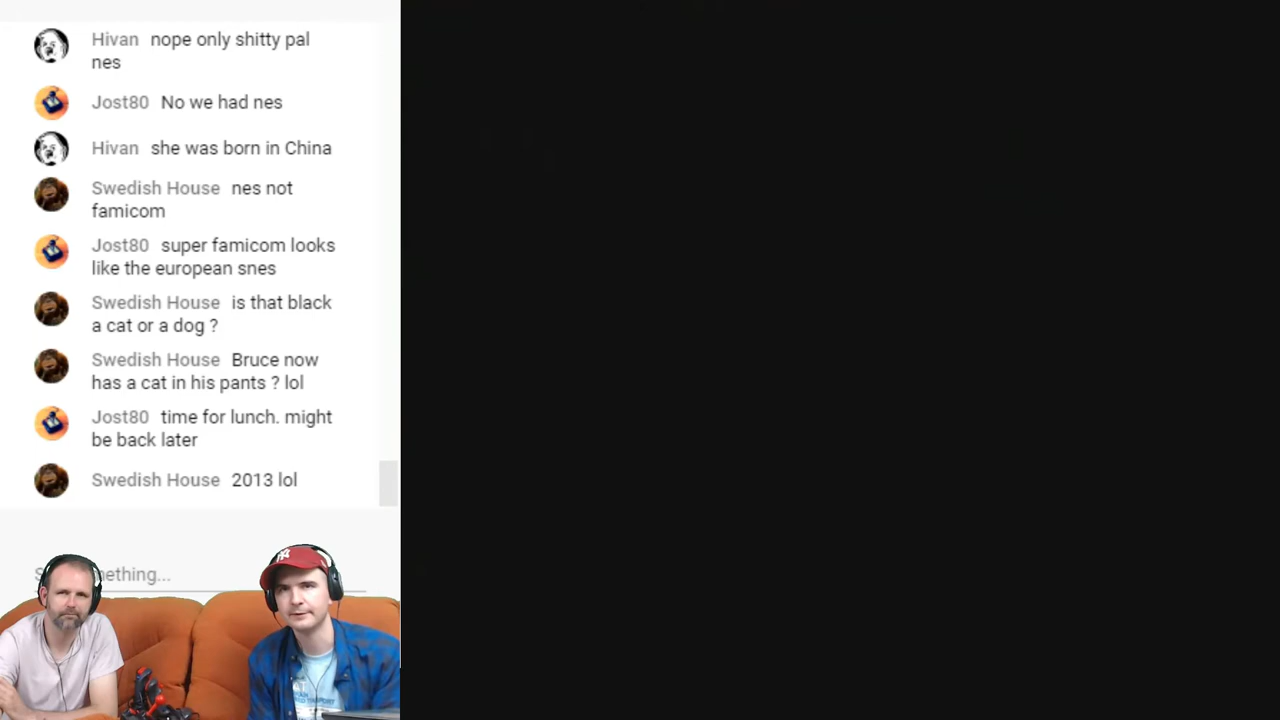 Hivan nope only shitty pal
nes
Jost80 No we had nes
Hivan she was born in China
Swedish House nes not
famicom
Jost80 super famicom looks
like the european snes
Swedish House is that black
a cat or a dog ?
Swedish House Bruce now
has a cat in his pants ? lol
Jost80 time for lunch. might
be back later
Swedish House 2013 lol